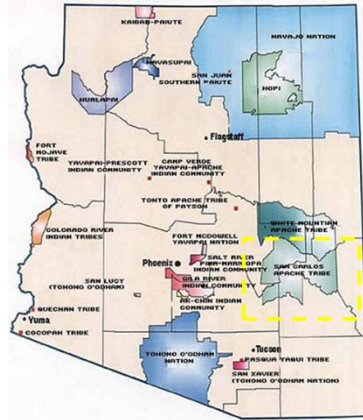 KAIBAB-PAIUTE
NAVAJO NATION
HAVASUPAI
SAN JUAN
SOUTHERN PAIUTE
HOPI
HUALAPAI
Flagstaff
FORT
MOJAVE
TRIBE
YAVAPAI-PRESCOTT
INDIAN COMMUNITY
CAMP VERDE
YAVAPAI-APACHE
INDIAN COMMUNITY
TONTO APACHE TRIBE
OF PAYSON
WHITE MOUNTIAN
APACHE TRIBE
COLORADO RIVER
INDIAN TRIBES
FORT MCDOWELL
YAVAPAI NATION
Phoenix
SALT RIVER
PIMA-MARICOPA
INDIAN COMMUNITY
SAN CARLOS
APACHE TRIBE
SAN LUCY
(TOHONO O'ODHAM)
GILA RIVER
INDIAN COMMUNITY
AK-CHIN INDIAN
COMMUNITY
QUECHAN TRIBE
Yuma
COCOPAH TRIBE
TOHONO O'ODHAM
NATION
Tucson
PASQUA YAQUI TRIBE
SAN XAVIER
(TOHONO O'ODHAM NATION)